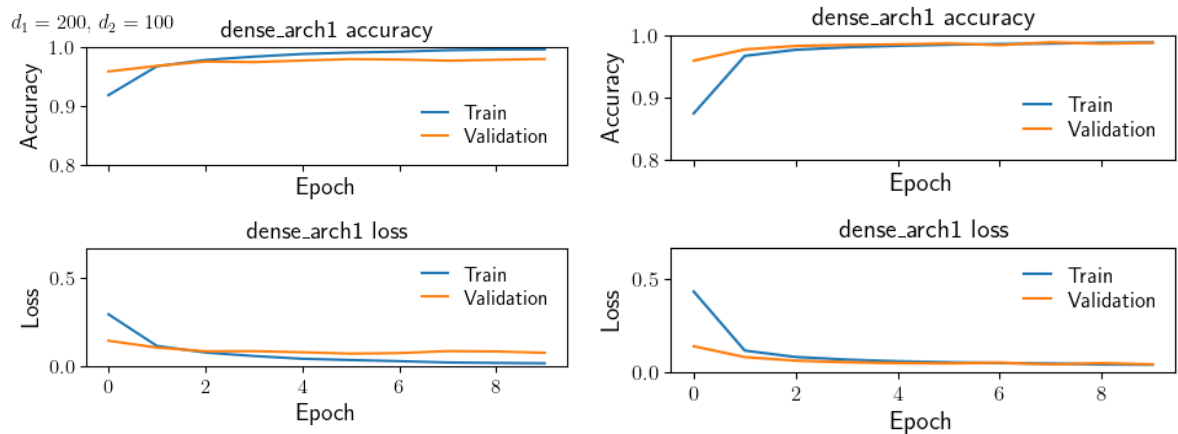 d₁ = 200, d₂ = 100
dense_arch1 accuracy
1.0
0.9
0.8
Accuracy
Train
Validation
Epoch
dense_arch1 loss
0.5
0.0
Loss
Train
Validation
0 2 4 6 8
Epoch
dense_arch1 accuracy
1.0
0.9
0.8
Accuracy
Train
Validation
Epoch
dense_arch1 loss
0.5
0.0
Loss
Train
Validation
0 2 4 6 8
Epoch